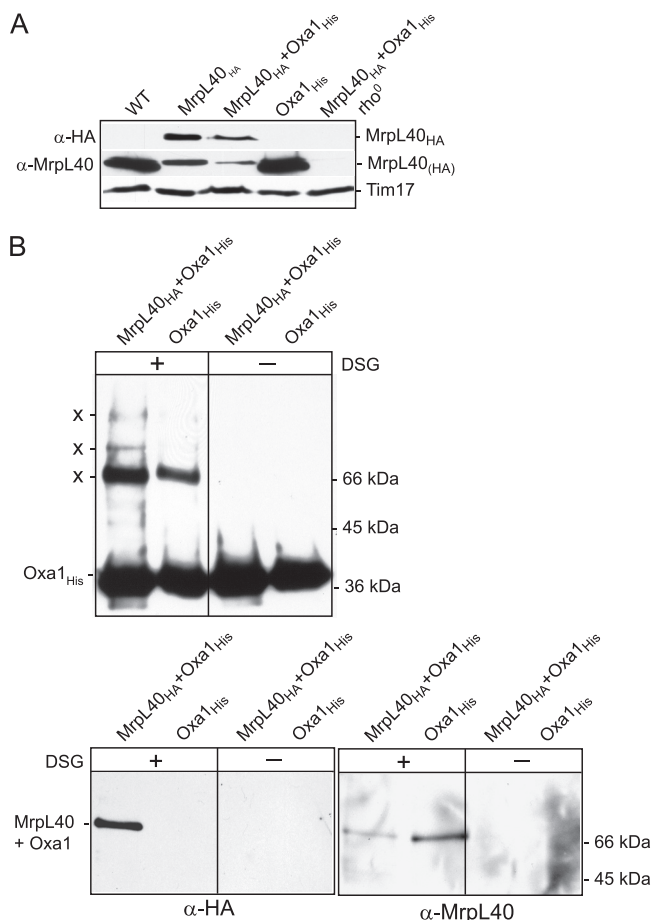 A
WT
MrpL40HA
MrpL40HA+Oxa1His
Oxa1His
MrpL40HA+Oxa1His
rho0
α-HA
MrpL40HA
α-MrpL40
MrpL40(HA)
Tim17
B
MrpL40HA+Oxa1His
Oxa1His
MrpL40HA+Oxa1His
Oxa1His
+
−
DSG
x
x
x
66 kDa
45 kDa
Oxa1His
36 kDa
MrpL40HA+Oxa1His
Oxa1His
MrpL40HA+Oxa1His
Oxa1His
MrpL40HA+Oxa1His
Oxa1His
MrpL40HA+Oxa1His
Oxa1His
DSG
+
−
+
−
MrpL40
+ Oxa1
66 kDa
45 kDa
α-HA
α-MrpL40